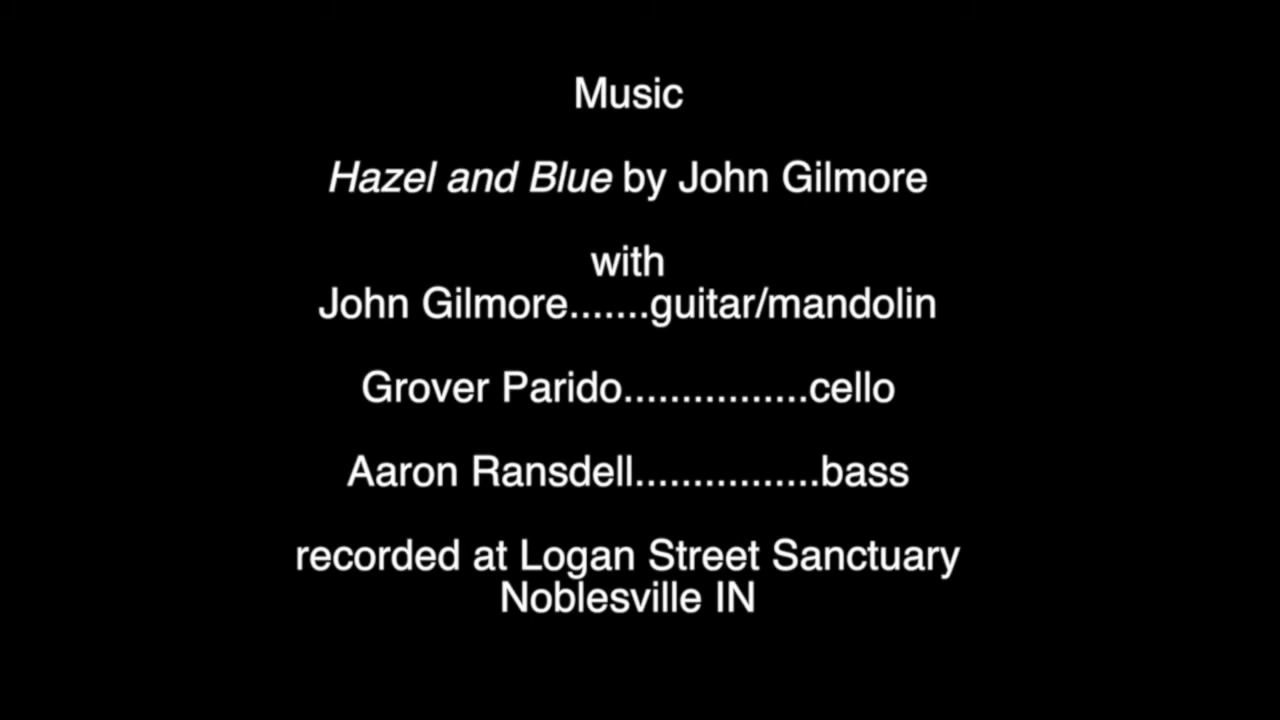 Music
Hazel and Blue by John Gilmore
with
John Gilmore.......guitar/mandolin
Grover Parido................cello
Aaron Ransdell................bass
recorded at Logan Street Sanctuary
Noblesville IN